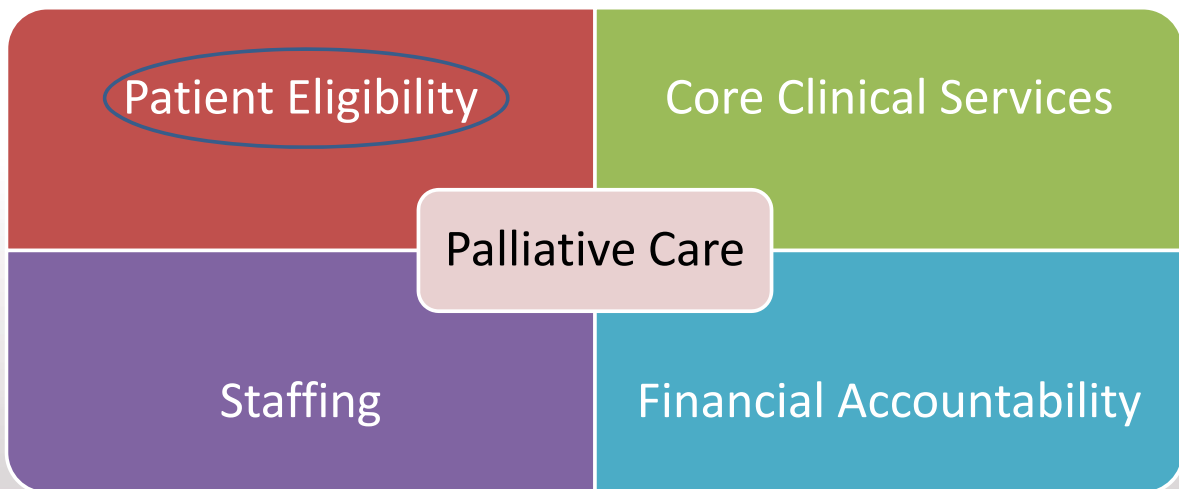 Patient Eligibility
Core Clinical Services
Palliative Care
Staffing
Financial Accountability